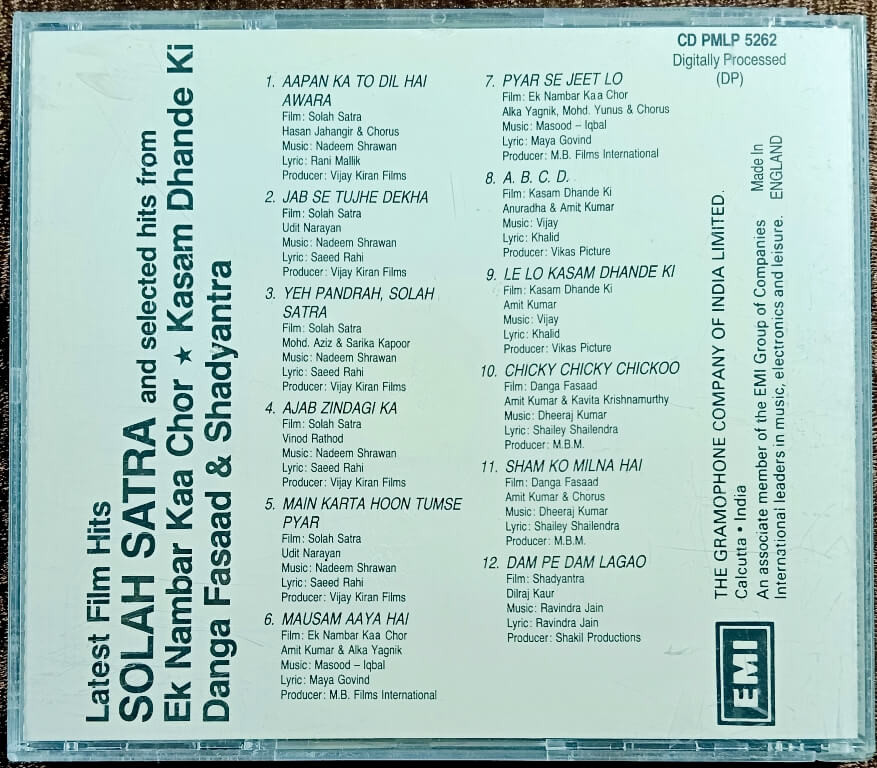 Latest Film Hits
SOLAH SATRA and selected hits from
Ek Nambar Kaa Chor ★ Kasam Dhande Ki
Danga Fasaad & Shadyantra
1. AAPAN KA TO DIL HAI
AWARA
Film: Solah Satra
Hasan Jahangir & Chorus
Music: Nadeem Shrawan
Lyric: Rani Mallik
Producer: Vijay Kiran Films
2. JAB SE TUJHE DEKHA
Film: Solah Satra
Udit Narayan
Music: Nadeem Shrawan
Lyric: Saeed Rahi
Producer: Vijay Kiran Films
3. YEH PANDRAH, SOLAH
SATRA
Film: Solah Satra
Mohd. Aziz & Sarika Kapoor
Music: Nadeem Shrawan
Lyric: Saeed Rahi
Producer: Vijay Kiran Films
4. AJAB ZINDAGI KA
Film: Solah Satra
Vinod Rathod
Music: Nadeem Shrawan
Lyric: Saeed Rahi
Producer: Vijay Kiran Films
5. MAIN KARTA HOON TUMSE
PYAR
Film: Solah Satra
Udit Narayan
Music: Nadeem Shrawan
Lyric: Saeed Rahi
Producer: Vijay Kiran Films
6. MAUSAM AAYA HAI
Film: Ek Nambar Kaa Chor
Amit Kumar & Alka Yagnik
Music: Masood – Iqbal
Lyric: Maya Govind
Producer: M.B. Films International
7. PYAR SE JEET LO
Film: Ek Nambar Kaa Chor
Alka Yagnik, Mohd. Yunus & Chorus
Music: Masood – Iqbal
Lyric: Maya Govind
Producer: M.B. Films International
8. A. B. C. D.
Film: Kasam Dhande Ki
Anuradha & Amit Kumar
Music: Vijay
Lyric: Khalid
Producer: Vikas Picture
9. LE LO KASAM DHANDE KI
Film: Kasam Dhande Ki
Amit Kumar
Music: Vijay
Lyric: Khalid
Producer: Vikas Picture
10. CHICKY CHICKY CHICKOO
Film: Danga Fasaad
Amit Kumar & Kavita Krishnamurthy
Music: Dheeraj Kumar
Lyric: Shailey Shailendra
Producer: M.B.M.
11. SHAM KO MILNA HAI
Film: Danga Fasaad
Amit Kumar & Chorus
Music: Dheeraj Kumar
Lyric: Shailey Shailendra
Producer: M.B.M.
12. DAM PE DAM LAGAO
Film: Shadyantra
Dilraj Kaur
Music: Ravindra Jain
Lyric: Ravindra Jain
Producer: Shakil Productions
CD PMLP 5262
Digitally Processed
(DP)
EMI
THE GRAMOPHONE COMPANY OF INDIA LIMITED.
Calcutta • India
An associate member of the EMI Group of Companies
International leaders in music, electronics and leisure.
Made In
ENGLAND